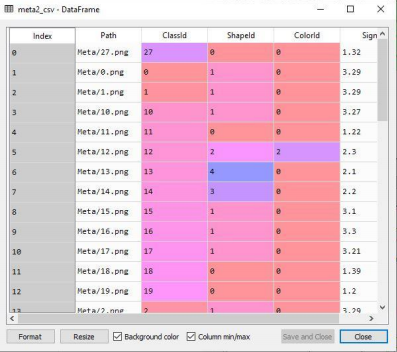 meta2_csv - DataFrame
Index Path ClassId ShapeId ColorId Sign
0 Meta/27.png 27 0 0 1.32
1 Meta/0.png 0 1 0 3.29
2 Meta/1.png 1 1 0 3.29
3 Meta/10.png 10 1 0 3.27
4 Meta/11.png 11 0 0 1.22
5 Meta/12.png 12 2 2 2.3
6 Meta/13.png 13 4 0 2.1
7 Meta/14.png 14 3 0 2.2
8 Meta/15.png 15 1 0 3.1
9 Meta/16.png 16 1 0 3.3
10 Meta/17.png 17 1 0 3.21
11 Meta/18.png 18 0 0 1.39
12 Meta/19.png 19 0 0 1.2
13 Meta/2.png 2 1 0 3.29
Format Resize Background color Column min/max Save and Close Close